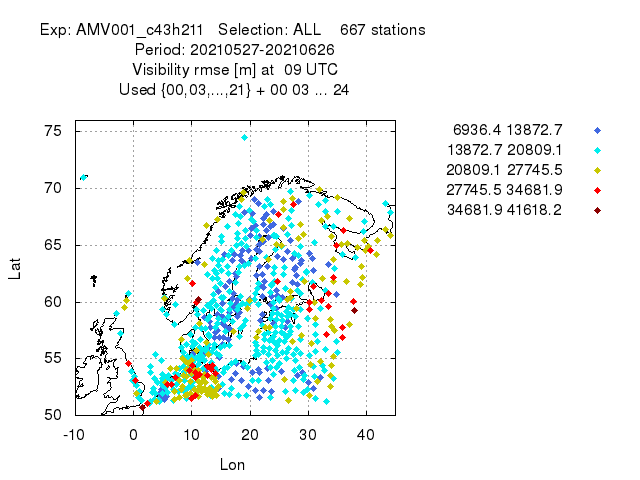 Exp: AMV001_c43h211   Selection: ALL    667 stations
Period: 20210527-20210626
Visibility rmse [m] at  09 UTC
Used {00,03,...,21} + 00 03 ... 24
6936.4 13872.7
13872.7 20809.1
20809.1 27745.5
27745.5 34681.9
34681.9 41618.2
75
70
65
60
55
50
Lat
-10 0 10 20 30 40
Lon